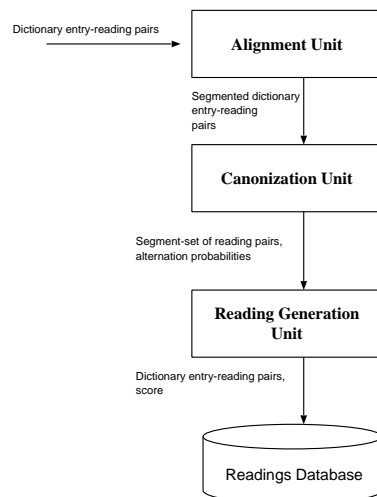 Dictionary entry-reading pairs
Alignment Unit
Segmented dictionary
entry-reading
pairs
Canonization Unit
Segment-set of reading pairs,
alternation probabilities
Reading Generation
Unit
Dictionary entry-reading pairs,
score
Readings Database